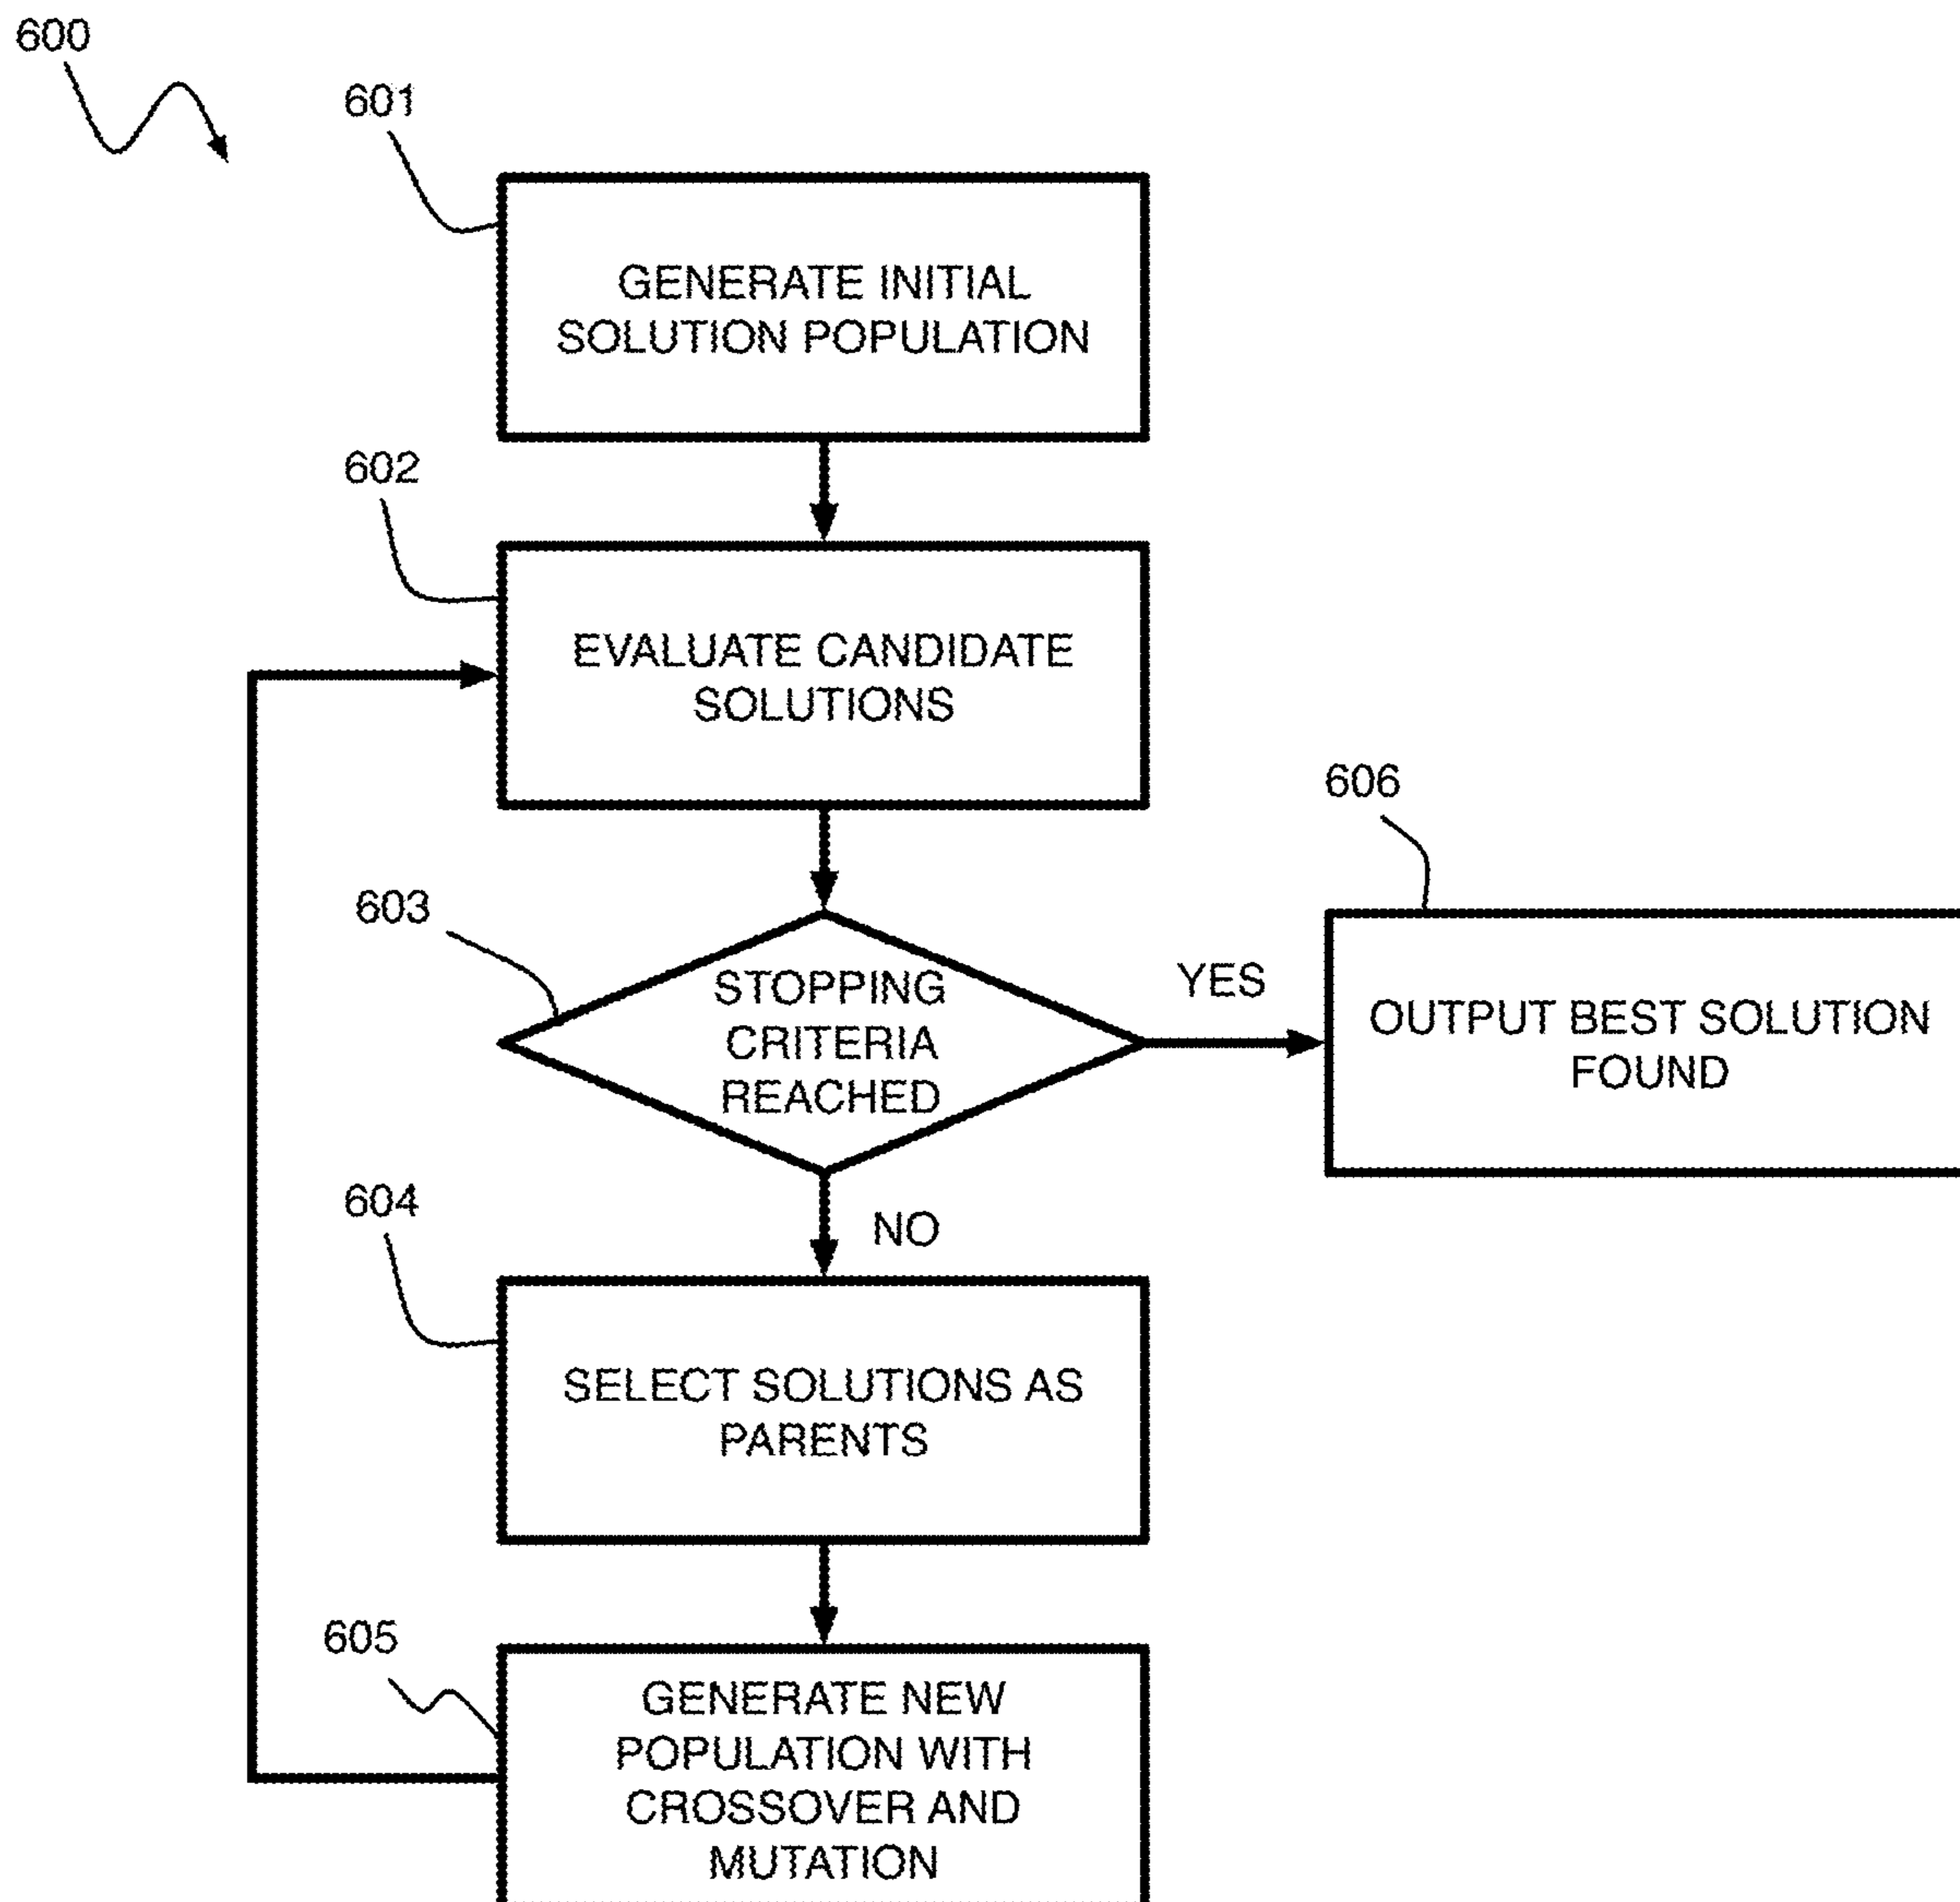 600
601
GENERATE INITIAL
SOLUTION POPULATION
602
EVALUATE CANDIDATE
SOLUTIONS
603
STOPPING
CRITERIA
REACHED
YES
606
OUTPUT BEST SOLUTION
FOUND
604
NO
SELECT SOLUTIONS AS
PARENTS
605
GENERATE NEW
POPULATION WITH
CROSSOVER AND
MUTATION